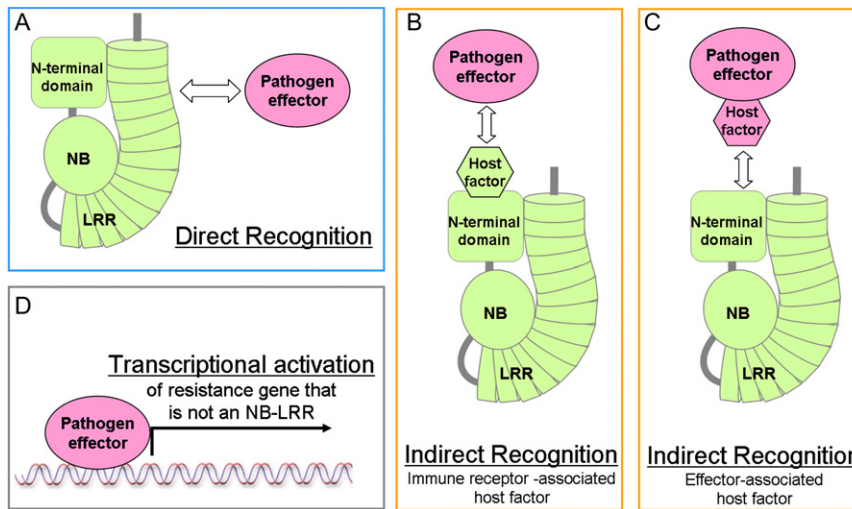 A
N-terminal
domain
NB
LRR
Pathogen
effector
Direct Recognition
B
Pathogen
effector
Host
factor
N-terminal
domain
NB
LRR
Indirect Recognition
Immune receptor -associated
host factor
C
Pathogen
effector
Host
factor
N-terminal
domain
NB
LRR
Indirect Recognition
Effector-associated
host factor
D
Transcriptional activation
of resistance gene that
is not an NB-LRR
Pathogen
effector